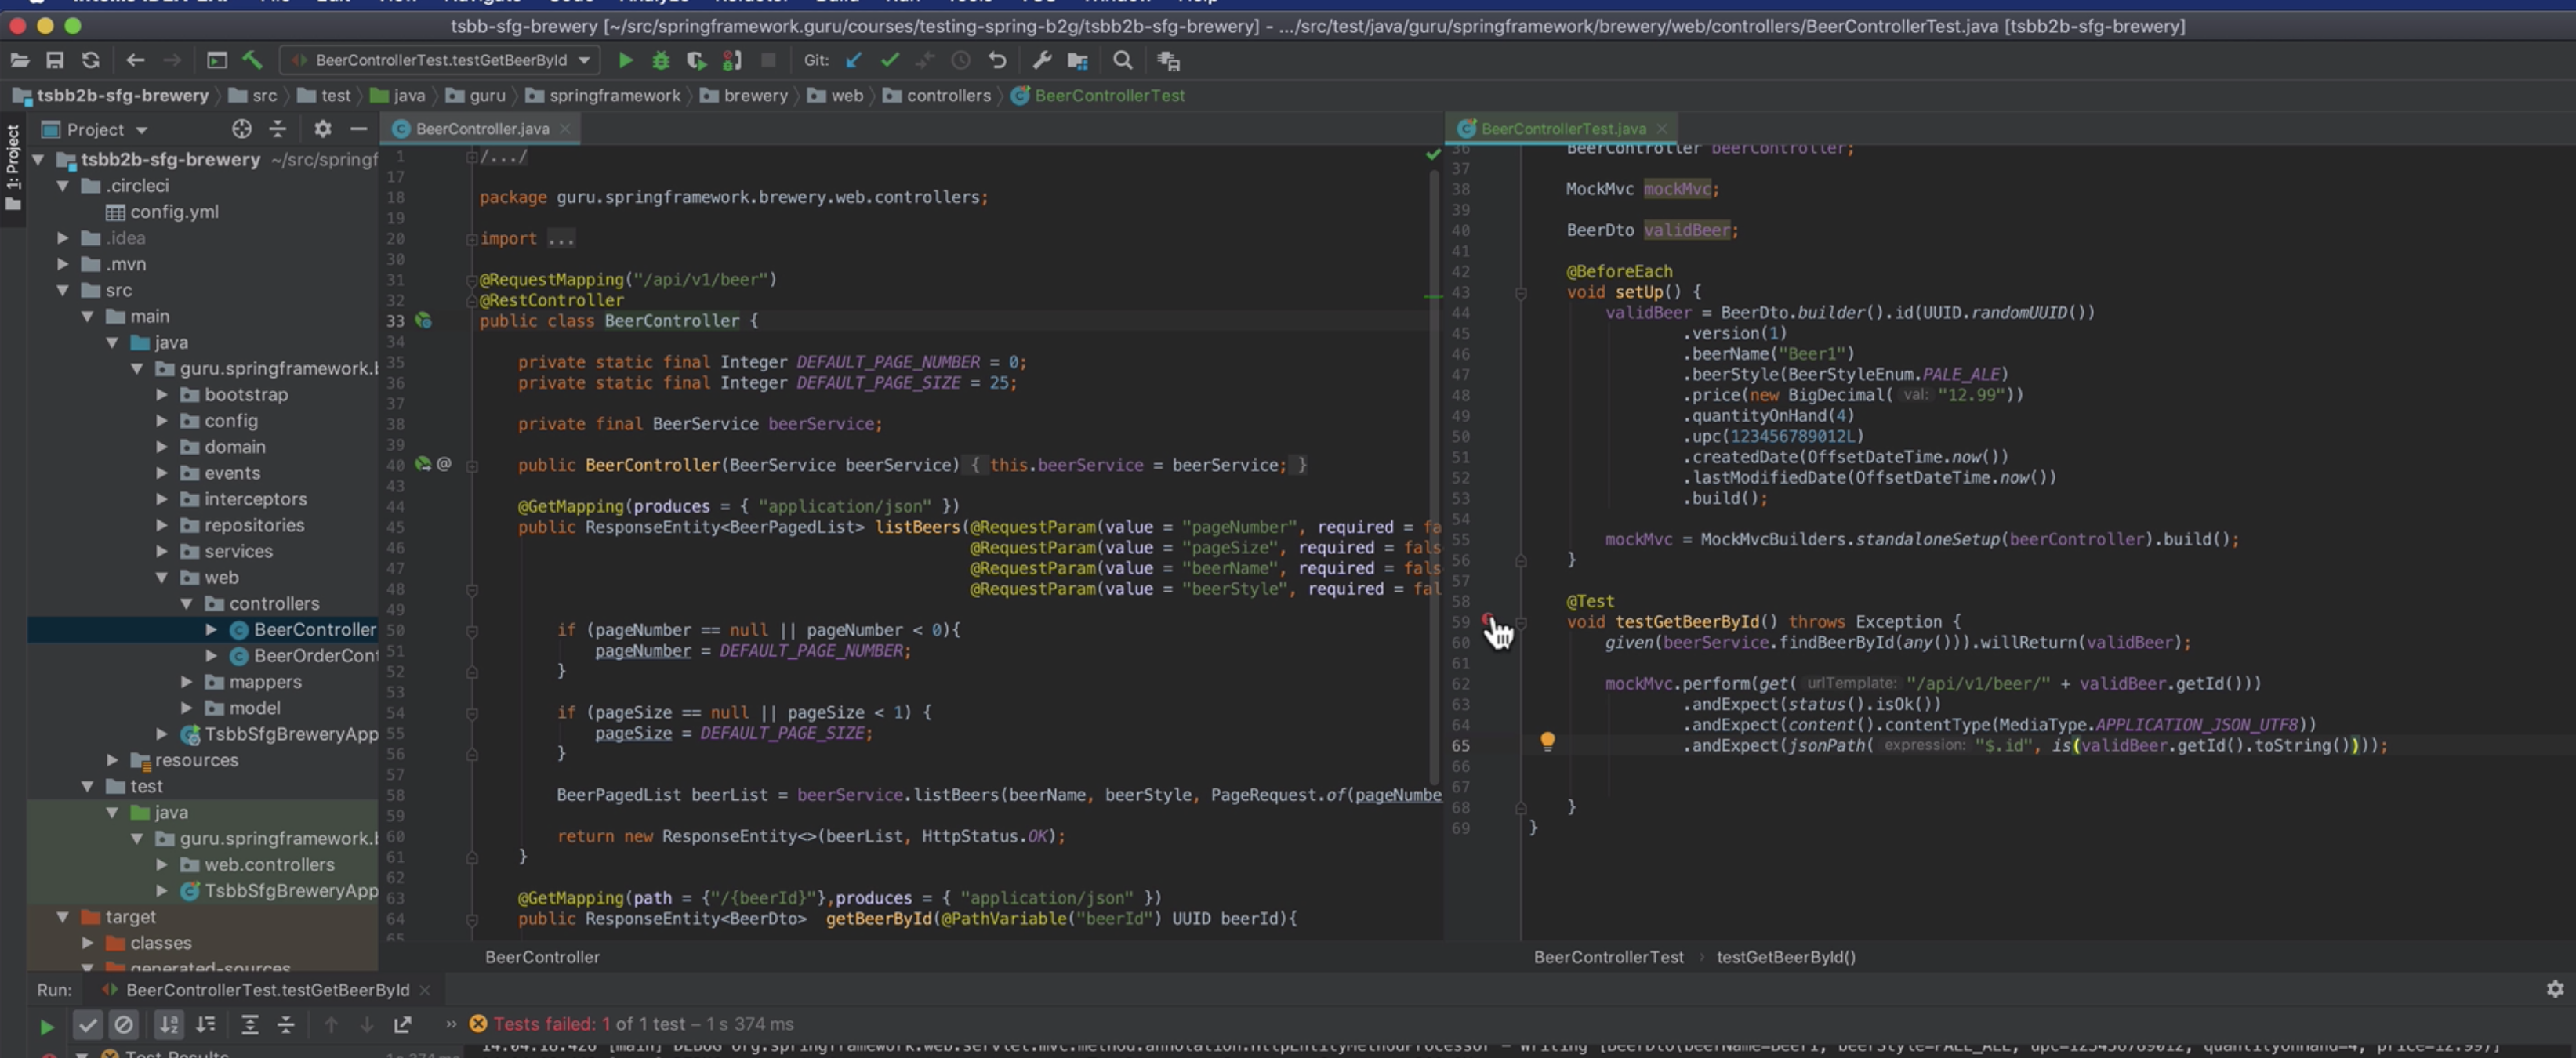 tsbb-sfg-brewery [~/src/springframework.guru/courses/testing-spring-b2g/tsbb2b-sfg-brewery] - .../src/test/java/guru/springframework/brewery/web/controllers/BeerControllerTest.java [tsbb2b-sfg-brewery]
BeerControllerTest.testGetBeerById
Git:
tsbb2b-sfg-brewery src test java guru springframework brewery web controllers BeerControllerTest
1: Project
Project
tsbb2b-sfg-brewery ~/src/springf
.circleci
config.yml
.idea
.mvn
src
main
java
guru.springframework.b
bootstrap
config
domain
events
interceptors
repositories
services
web
controllers
BeerController
BeerOrderCont
mappers
model
TsbbSfgBreweryApp
resources
test
java
guru.springframework.b
web.controllers
TsbbSfgBreweryApp
target
classes
generated-sources
BeerController.java
1 /.../
17
18 package guru.springframework.brewery.web.controllers;
19
20 import ...
30
31 @RequestMapping("/api/v1/beer")
32 @RestController
33 public class BeerController {
34
35 private static final Integer DEFAULT_PAGE_NUMBER = 0;
36 private static final Integer DEFAULT_PAGE_SIZE = 25;
37
38 private final BeerService beerService;
39
40 @ public BeerController(BeerService beerService) { this.beerService = beerService; }
43
44 @GetMapping(produces = { "application/json" })
45 public ResponseEntity<BeerPagedList> listBeers(@RequestParam(value = "pageNumber", required = fa
46 @RequestParam(value = "pageSize", required = fals
47 @RequestParam(value = "beerName", required = fals
48 @RequestParam(value = "beerStyle", required = fal
49
50 if (pageNumber == null || pageNumber < 0){
51 pageNumber = DEFAULT_PAGE_NUMBER;
52 }
53
54 if (pageSize == null || pageSize < 1) {
55 pageSize = DEFAULT_PAGE_SIZE;
56 }
57
58 BeerPagedList beerList = beerService.listBeers(beerName, beerStyle, PageRequest.of(pageNumbe
59
60 return new ResponseEntity<>(beerList, HttpStatus.OK);
61 }
62
63 @GetMapping(path = {"/{beerId}"},produces = { "application/json" })
64 public ResponseEntity<BeerDto> getBeerById(@PathVariable("beerId") UUID beerId){
65
BeerController
BeerControllerTest.java
36 BeerController beerController;
37
38 MockMvc mockMvc;
39
40 BeerDto validBeer;
41
42 @BeforeEach
43 void setUp() {
44 validBeer = BeerDto.builder().id(UUID.randomUUID())
45 .version(1)
46 .beerName("Beer1")
47 .beerStyle(BeerStyleEnum.PALE_ALE)
48 .price(new BigDecimal( val: "12.99"))
49 .quantityOnHand(4)
50 .upc(123456789012L)
51 .createdDate(OffsetDateTime.now())
52 .lastModifiedDate(OffsetDateTime.now())
53 .build();
54
55 mockMvc = MockMvcBuilders.standaloneSetup(beerController).build();
56 }
57
58 @Test
59 void testGetBeerById() throws Exception {
60 given(beerService.findBeerById(any())).willReturn(validBeer);
61
62 mockMvc.perform(get( urlTemplate: "/api/v1/beer/" + validBeer.getId()))
63 .andExpect(status().isOk())
64 .andExpect(content().contentType(MediaType.APPLICATION_JSON_UTF8))
65 .andExpect(jsonPath( expression: "$.id", is(validBeer.getId().toString())));
66
67
68 }
69 }
BeerControllerTest › testGetBeerById()
Run: BeerControllerTest.testGetBeerById
» Tests failed: 1 of 1 test – 1 s 374 ms
Test Results 1 s 374 ms